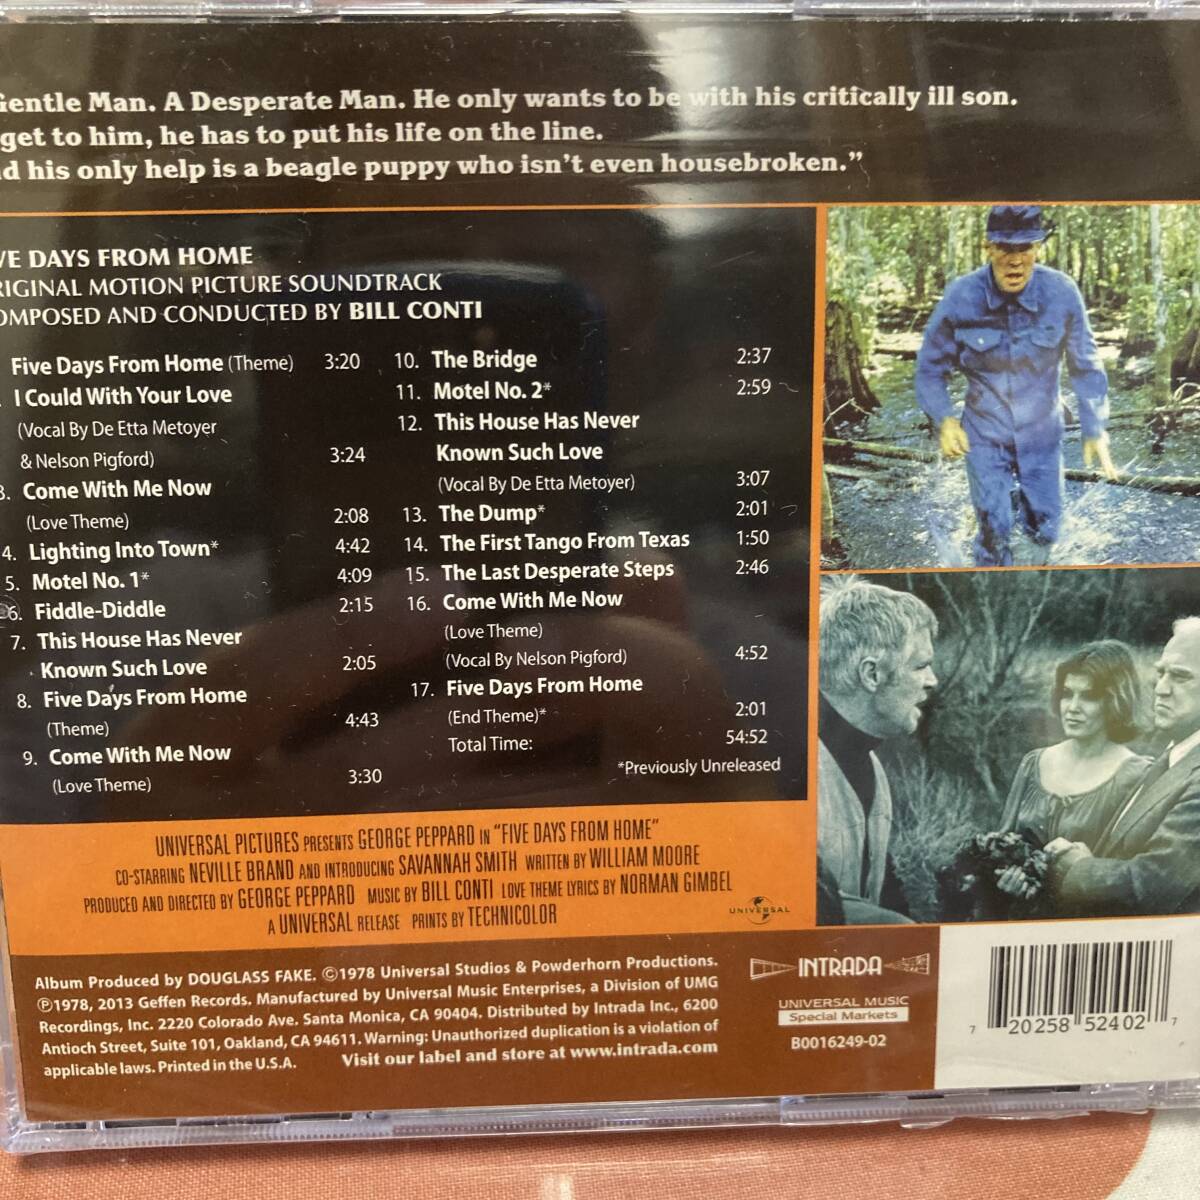 Gentle Man. A Desperate Man. He only wants to be with his critically ill son.
get to him, he has to put his life on the line.
d his only help is a beagle puppy who isn't even housebroken."
VE DAYS FROM HOME
RIGINAL MOTION PICTURE SOUNDTRACK
OMPOSED AND CONDUCTED BY BILL CONTI
Five Days From Home (Theme) 3:20
. I Could With Your Love
(Vocal By De Etta Metoyer
& Nelson Pigford) 3:24
3. Come With Me Now
(Love Theme) 2:08
4. Lighting Into Town* 4:42
5. Motel No. 1* 4:09
6. Fiddle-Diddle 2:15
7. This House Has Never
Known Such Love 2:05
8. Five Days From Home
(Theme) 4:43
9. Come With Me Now
(Love Theme) 3:30
10. The Bridge 2:37
11. Motel No. 2* 2:59
12. This House Has Never
Known Such Love
(Vocal By De Etta Metoyer) 3:07
13. The Dump* 2:01
14. The First Tango From Texas 1:50
15. The Last Desperate Steps 2:46
16. Come With Me Now
(Love Theme)
(Vocal By Nelson Pigford) 4:52
17. Five Days From Home
(End Theme)* 2:01
Total Time: 54:52
*Previously Unreleased
UNIVERSAL PICTURES PRESENTS GEORGE PEPPARD IN "FIVE DAYS FROM HOME"
CO-STARRING NEVILLE BRAND AND INTRODUCING SAVANNAH SMITH WRITTEN BY WILLIAM MOORE
PRODUCED AND DIRECTED BY GEORGE PEPPARD MUSIC BY BILL CONTI LOVE THEME LYRICS BY NORMAN GIMBEL
A UNIVERSAL RELEASE PRINTS BY TECHNICOLOR
UNIVERSAL
Album Produced by DOUGLASS FAKE. ©1978 Universal Studios & Powderhorn Productions.
℗1978, 2013 Geffen Records. Manufactured by Universal Music Enterprises, a Division of UMG
Recordings, Inc. 2220 Colorado Ave. Santa Monica, CA 90404. Distributed by Intrada Inc., 6200
Antioch Street, Suite 101, Oakland, CA 94611. Warning: Unauthorized duplication is a violation of
applicable laws. Printed in the U.S.A. Visit our label and store at www.intrada.com
INTRADA
UNIVERSAL MUSIC
Special Markets
B0016249-02
7 20258 52402 7